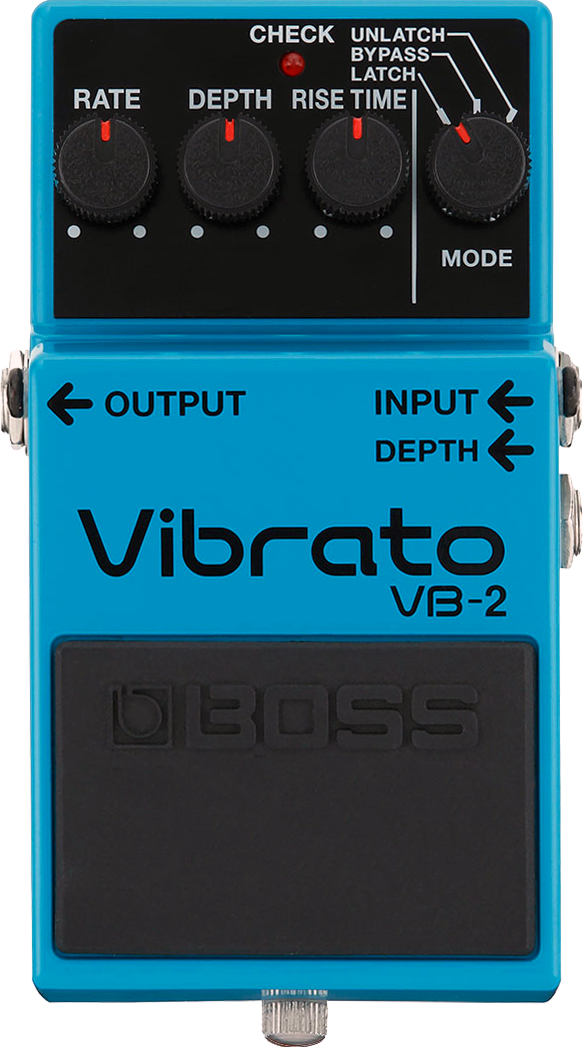 CHECK
UNLATCH
BYPASS
LATCH
RATE
DEPTH
RISE TIME
MODE
OUTPUT
INPUT
DEPTH
Vibrato
VB-2
BOSS